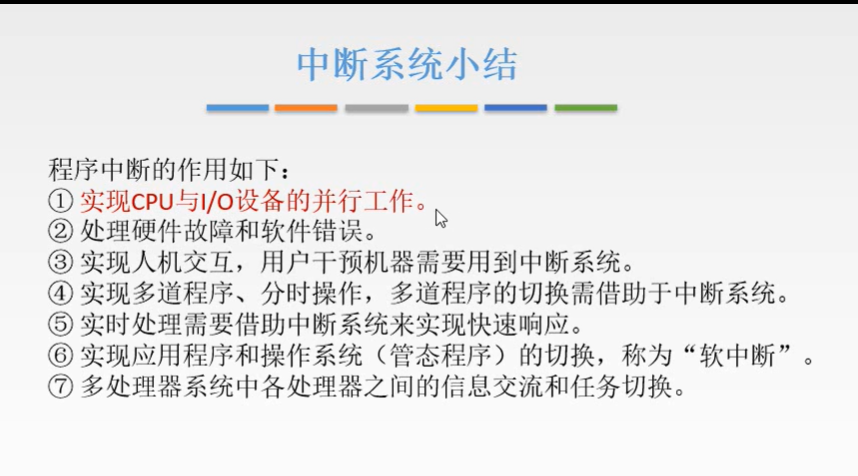 中断系统小结
程序中断的作用如下：
① 实现CPU与I/O设备的并行工作。
② 处理硬件故障和软件错误。
③ 实现人机交互，用户干预机器需要用到中断系统。
④ 实现多道程序、分时操作，多道程序的切换需借助于中断系统。
⑤ 实时处理需要借助中断系统来实现快速响应。
⑥ 实现应用程序和操作系统（管态程序）的切换，称为“软中断”。
⑦ 多处理器系统中各处理器之间的信息交流和任务切换。